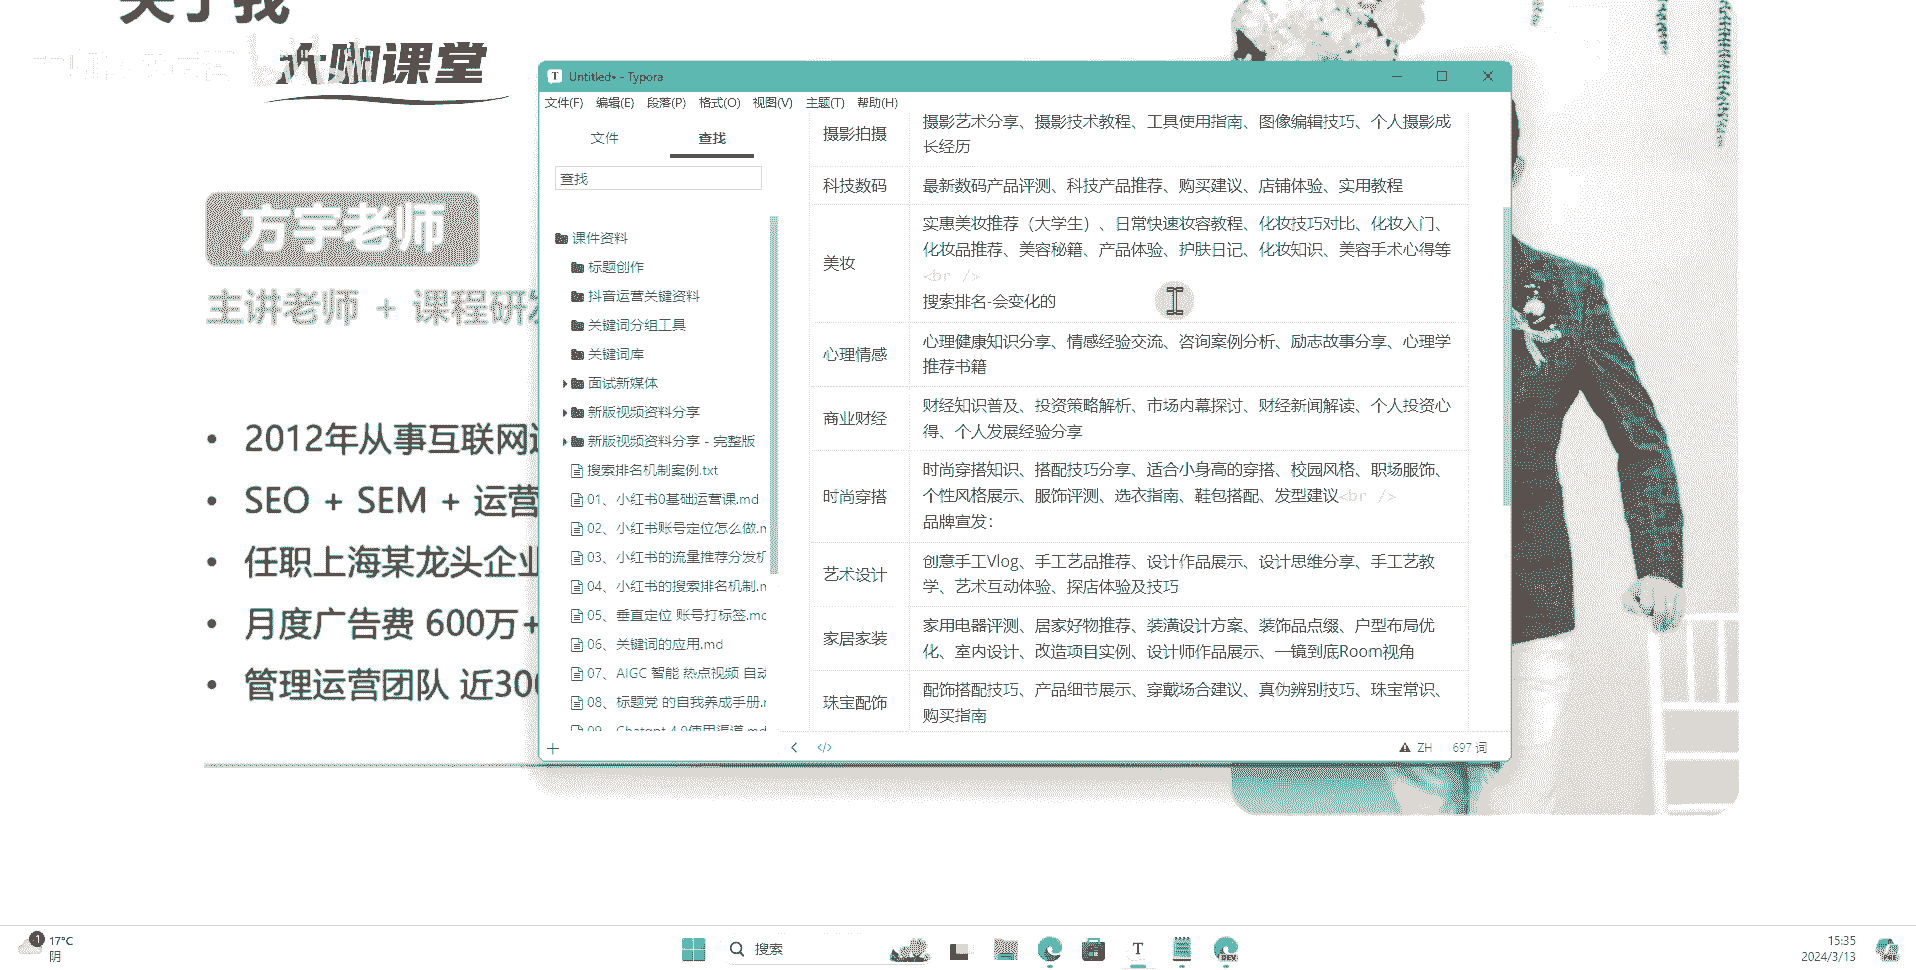 关于我
大咖课堂
方宇老师
主讲老师 + 课程研发
2012年从事互联网
SEO + SEM + 运营
任职上海某龙头企业
月度广告费 600万+
管理运营团队 近300
Untitled• - Typora
文件(F) 编辑(E) 段落(P) 格式(O) 视图(V) 主题(T) 帮助(H)
文件 查找
查找
课件资料
标题创作
抖音运营关键资料
关键词分组工具
关键词库
面试新媒体
新版视频资料分享
新版视频资料分享 - 完整版
搜索排名机制案例.txt
01、小红书0基础运营课.md
02、小红书账号定位怎么做.m
03、小红书的流量推荐分发机
04、小红书的搜索排名机制.m
05、垂直定位 账号打标签.md
06、关键词的应用.md
07、AIGC 智能 热点视频 自动
08、标题党 的自我养成手册.m
09、Chatgpt 4.0使用渠道.md
摄影拍摄
摄影艺术分享、摄影技术教程、工具使用指南、图像编辑技巧、个人摄影成
长经历
科技数码
最新数码产品评测、科技产品推荐、购买建议、店铺体验、实用教程
美妆
实惠美妆推荐（大学生）、日常快速妆容教程、化妆技巧对比、化妆入门、
化妆品推荐、美容秘籍、产品体验、护肤日记、化妆知识、美容手术心得等
<br />
搜索排名-会变化的
心理情感
心理健康知识分享、情感经验交流、咨询案例分析、励志故事分享、心理学
推荐书籍
商业财经
财经知识普及、投资策略解析、市场内幕探讨、财经新闻解读、个人投资心
得、个人发展经验分享
时尚穿搭
时尚穿搭知识、搭配技巧分享、适合小身高的穿搭、校园风格、职场服饰、
个性风格展示、服饰评测、选衣指南、鞋包搭配、发型建议<br />
品牌宣发：
艺术设计
创意手工Vlog、手工艺品推荐、设计作品展示、设计思维分享、手工艺教
学、艺术互动体验、探店体验及技巧
家居家装
家用电器评测、居家好物推荐、装潢设计方案、装饰品点缀、户型布局优
化、室内设计、改造项目实例、设计师作品展示、一镜到底Room视角
珠宝配饰
配饰搭配技巧、产品细节展示、穿戴场合建议、真伪辨别技巧、珠宝常识、
购买指南
</> ZH 697 词
1 17°C
阴
搜索
T
DEV
15:35
2024/3/13
PRE